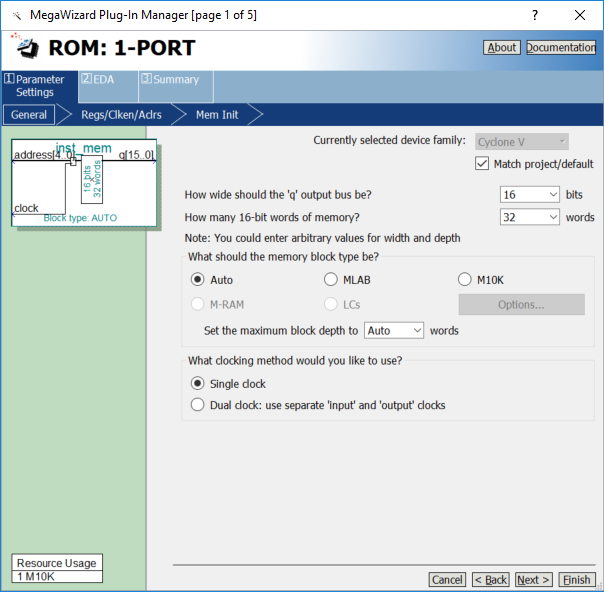 MegaWizard Plug-In Manager [page 1 of 5]
?
ROM: 1-PORT
About
Documentation
1 Parameter Settings
2 EDA
3 Summary
General
Regs/Clken/Aclrs
Mem Init
inst_mem
address[4..0]
q[15..0]
16 bits
32 words
clock
Block type: AUTO
Currently selected device family:
Cyclone V
Match project/default
How wide should the 'q' output bus be?
16
bits
How many 16-bit words of memory?
32
words
Note: You could enter arbitrary values for width and depth
What should the memory block type be?
Auto
MLAB
M10K
M-RAM
LCs
Options...
Set the maximum block depth to
Auto
words
What clocking method would you like to use?
Single clock
Dual clock: use separate 'input' and 'output' clocks
Resource Usage
1 M10K
Cancel
< Back
Next >
Finish